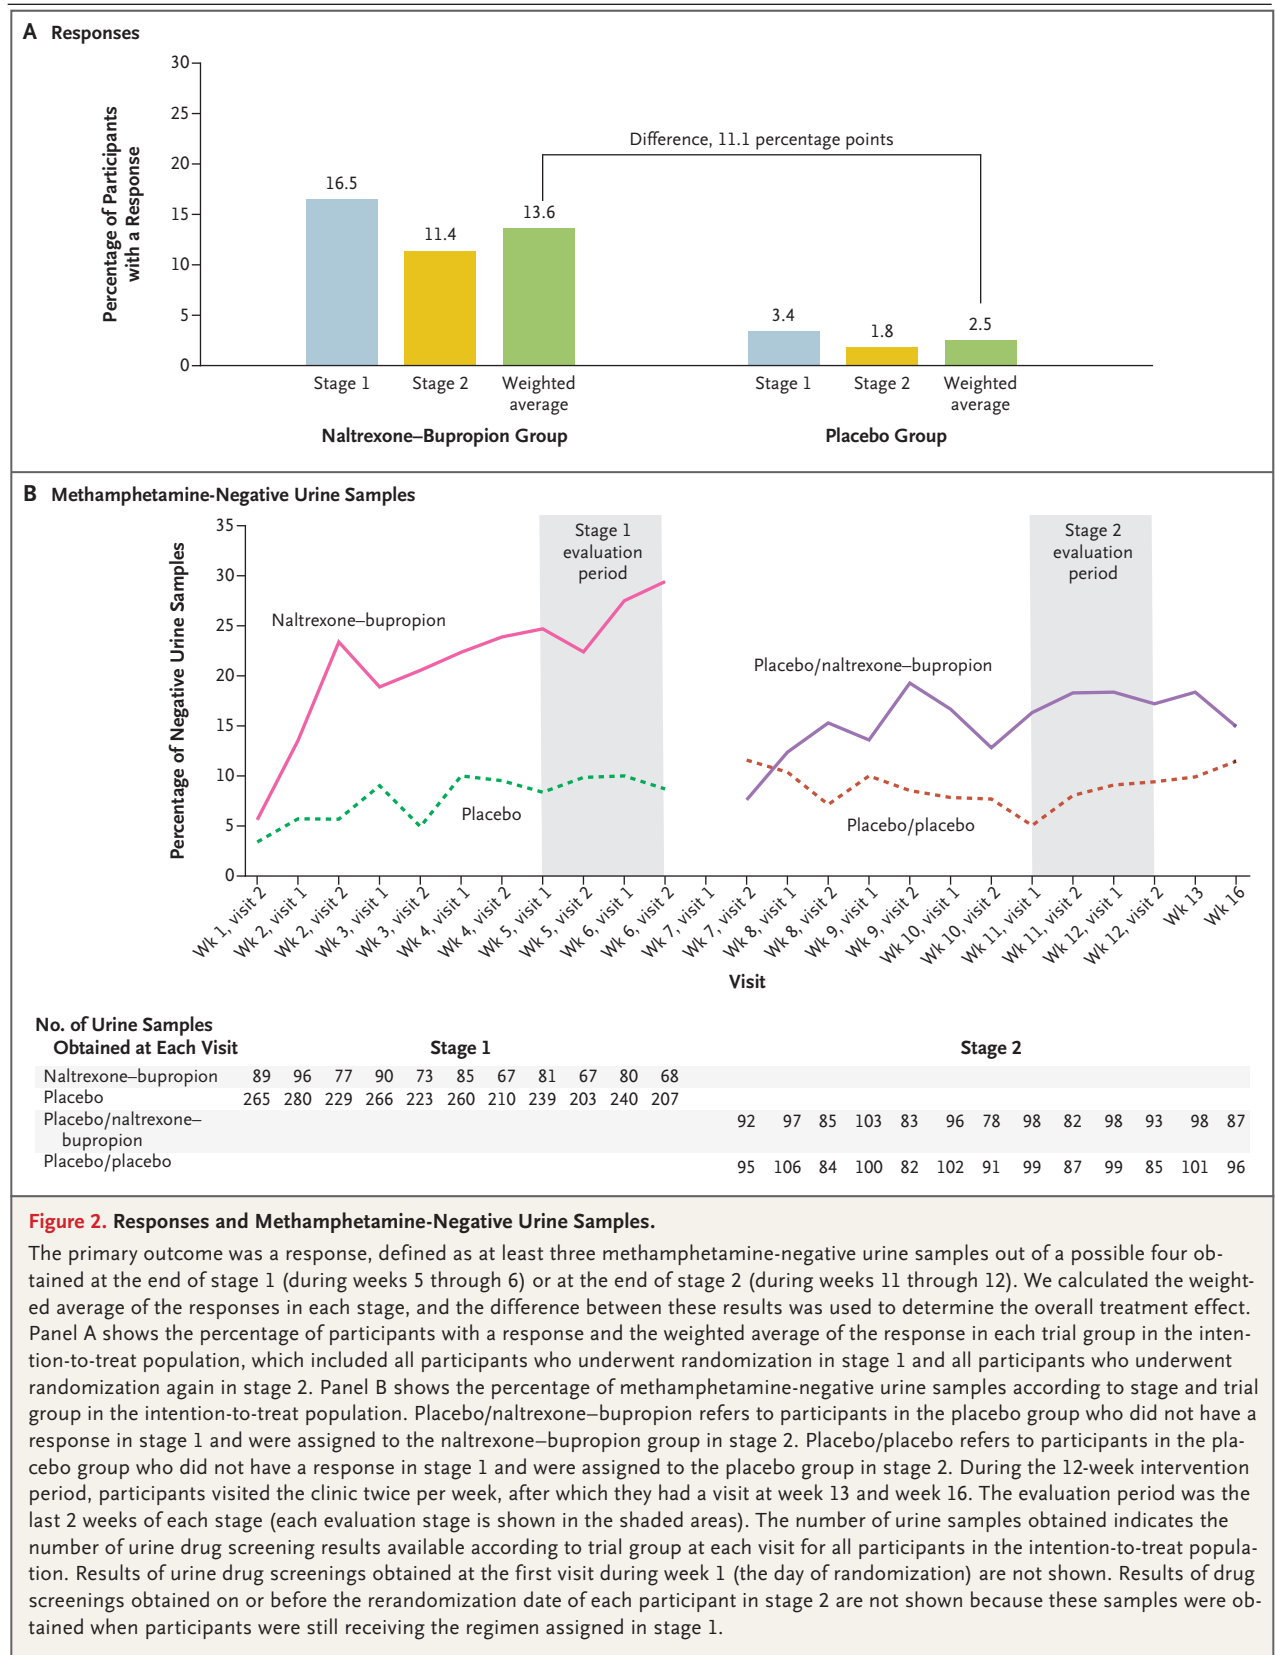 A Responses
30
25
20
15
10
5
0
Percentage of Participants
with a Response
Difference, 11.1 percentage points
16.5
11.4
13.6
3.4
1.8
2.5
Stage 1
Stage 2
Weighted
average
Stage 1
Stage 2
Weighted
average
Naltrexone–Bupropion Group
Placebo Group
B Methamphetamine-Negative Urine Samples
35
30
25
20
15
10
5
0
Percentage of Negative Urine Samples
Stage 1
evaluation
period
Stage 2
evaluation
period
Naltrexone–bupropion
Placebo/naltrexone–bupropion
Placebo
Placebo/placebo
Wk 1, visit 2
Wk 2, visit 1
Wk 2, visit 2
Wk 3, visit 1
Wk 3, visit 2
Wk 4, visit 1
Wk 4, visit 2
Wk 5, visit 1
Wk 5, visit 2
Wk 6, visit 1
Wk 6, visit 2
Wk 7, visit 1
Wk 7, visit 2
Wk 8, visit 1
Wk 8, visit 2
Wk 9, visit 1
Wk 9, visit 2
Wk 10, visit 1
Wk 10, visit 2
Wk 11, visit 1
Wk 11, visit 2
Wk 12, visit 1
Wk 12, visit 2
Wk 13
Wk 16
Visit
No. of Urine Samples
Obtained at Each Visit Stage 1 Stage 2
Naltrexone–bupropion 89 96 77 90 73 85 67 81 67 80 68
Placebo 265 280 229 266 223 260 210 239 203 240 207
Placebo/naltrexone– 92 97 85 103 83 96 78 98 82 98 93 98 87
bupropion
Placebo/placebo 95 106 84 100 82 102 91 99 87 99 85 101 96
Figure 2. Responses and Methamphetamine-Negative Urine Samples.
The primary outcome was a response, defined as at least three methamphetamine-negative urine samples out of a possible four ob-
tained at the end of stage 1 (during weeks 5 through 6) or at the end of stage 2 (during weeks 11 through 12). We calculated the weight-
ed average of the responses in each stage, and the difference between these results was used to determine the overall treatment effect.
Panel A shows the percentage of participants with a response and the weighted average of the response in each trial group in the inten-
tion-to-treat population, which included all participants who underwent randomization in stage 1 and all participants who underwent
randomization again in stage 2. Panel B shows the percentage of methamphetamine-negative urine samples according to stage and trial
group in the intention-to-treat population. Placebo/naltrexone–bupropion refers to participants in the placebo group who did not have a
response in stage 1 and were assigned to the naltrexone–bupropion group in stage 2. Placebo/placebo refers to participants in the pla-
cebo group who did not have a response in stage 1 and were assigned to the placebo group in stage 2. During the 12-week intervention
period, participants visited the clinic twice per week, after which they had a visit at week 13 and week 16. The evaluation period was the
last 2 weeks of each stage (each evaluation stage is shown in the shaded areas). The number of urine samples obtained indicates the
number of urine drug screening results available according to trial group at each visit for all participants in the intention-to-treat popula-
tion. Results of urine drug screenings obtained at the first visit during week 1 (the day of randomization) are not shown. Results of drug
screenings obtained on or before the rerandomization date of each participant in stage 2 are not shown because these samples were ob-
tained when participants were still receiving the regimen assigned in stage 1.